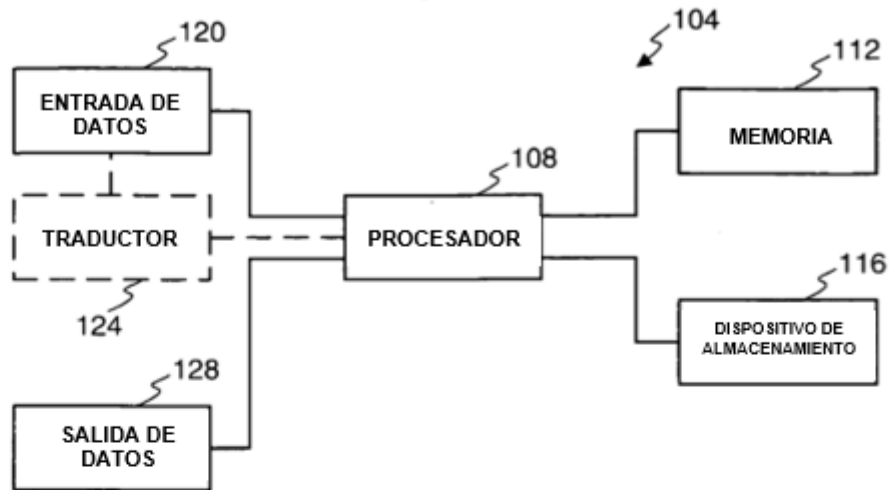 120
ENTRADA DE
DATOS
104
112
MEMORIA
108
PROCESADOR
TRADUCTOR
124
116
DISPOSITIVO DE
ALMACENAMIENTO
128
SALIDA DE
DATOS